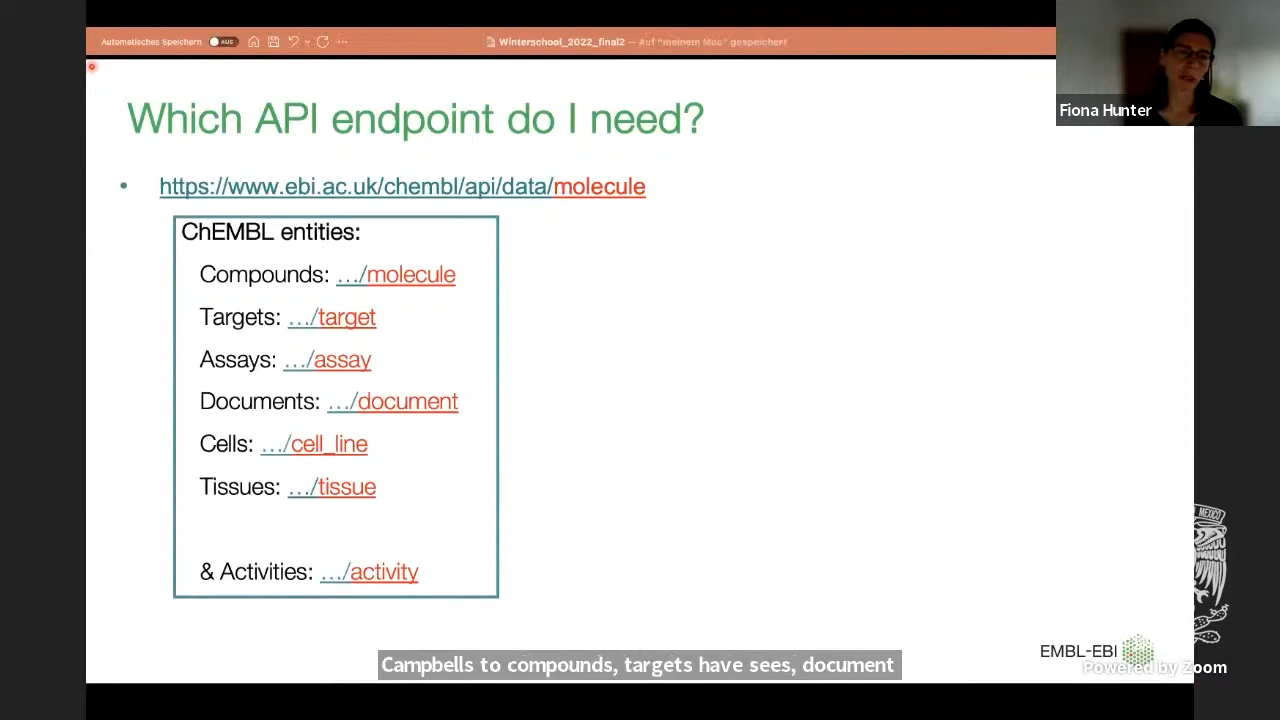 Automatisches Speichern AUS ... Winterschool_2022_final2 — Auf "meinem Mac" gespeichert
Fiona Hunter
Which API endpoint do I need?
• https://www.ebi.ac.uk/chembl/api/data/molecule
ChEMBL entities:
Compounds: …/molecule
Targets: …/target
Assays: …/assay
Documents: …/document
Cells: …/cell_line
Tissues: …/tissue
& Activities: …/activity
MEXICO
EMBL-EBI
Powered by Zoom
Campbells to compounds, targets have sees, document